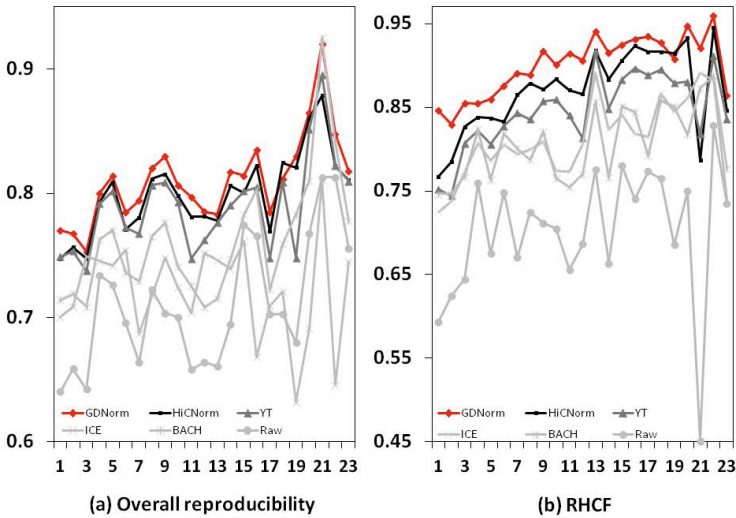 0.9
0.8
0.7
0.6
GDNorm HiCNorm YT
ICE BACH Raw
1 3 5 7 9 11 13 15 17 19 21 23
(a) Overall reproducibility
0.95
0.85
0.75
0.65
0.55
0.45
GDNorm HiCNorm YT
ICE BACH Raw
1 3 5 7 9 11 13 15 17 19 21 23
(b) RHCF